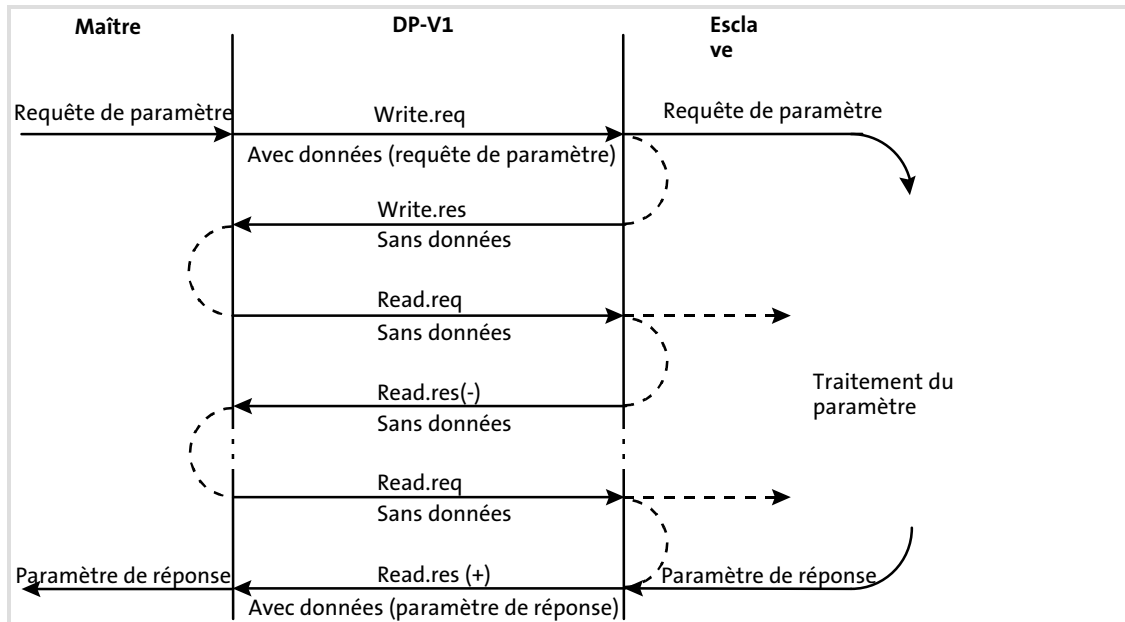 Maître
DP-V1
Escla
ve
Requête de paramètre
Write.req
Requête de paramètre
Avec données (requête de paramètre)
Write.res
Sans données
Read.req
Sans données
Read.res(-)
Sans données
Traitement du
paramètre
Read.req
Sans données
Paramètre de réponse
Read.res (+)
Paramètre de réponse
Avec données (paramètre de réponse)